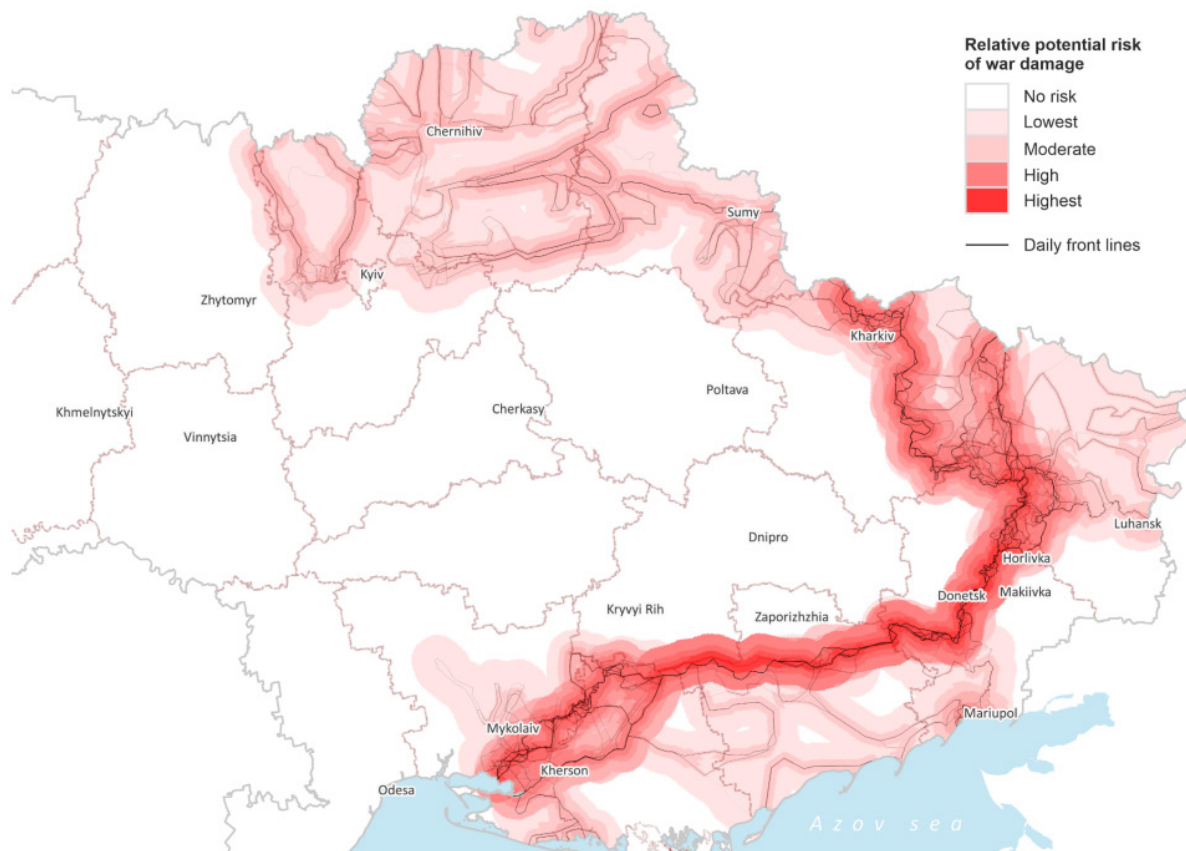 Relative potential risk
of war damage
No risk
Lowest
Moderate
High
Highest
Daily front lines
Chernihiv
Sumy
Kyiv
Zhytomyr
Kharkiv
Khmelnytskyi
Vinnytsia
Cherkasy
Poltava
Luhansk
Dnipro
Horlivka
Donetsk
Makiivka
Kryvyi Rih
Zaporizhzhia
Mykolaiv
Mariupol
Kherson
Odesa
Azov sea